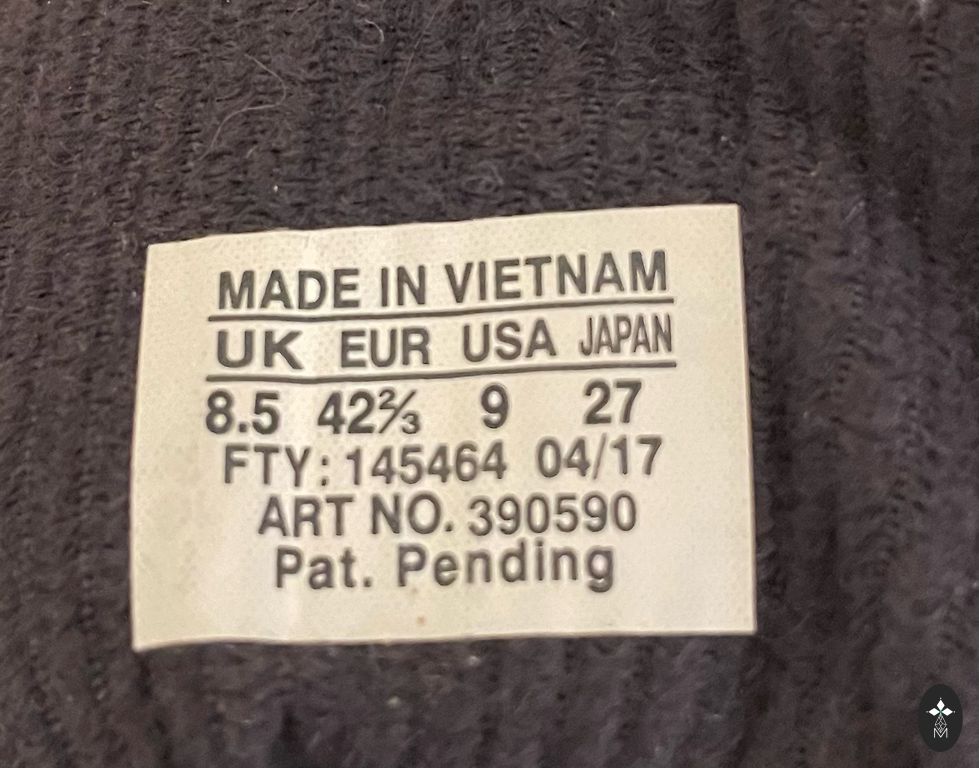 MADE IN VIETNAM
UK EUR USA JAPAN
8.5 42⅔ 9 27
FTY: 145464 04/17
ART NO. 390590
Pat. Pending
M